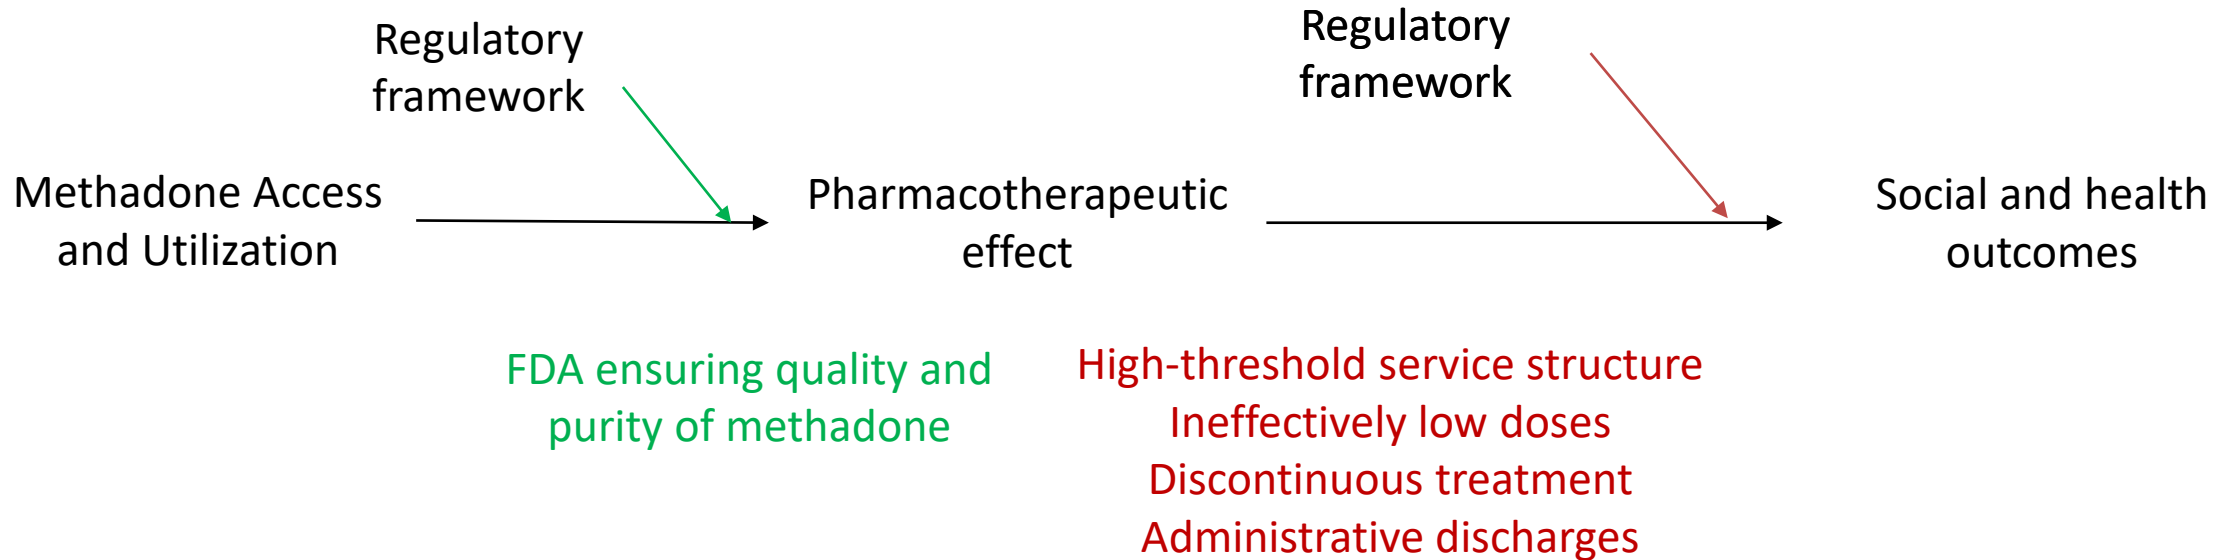 Regulatory
framework
Regulatory
framework
Methadone Access
and Utilization
Pharmacotherapeutic
effect
Social and health
outcomes
FDA ensuring quality and
purity of methadone
High-threshold service structure
Ineffectively low doses
Discontinuous treatment
Administrative discharges